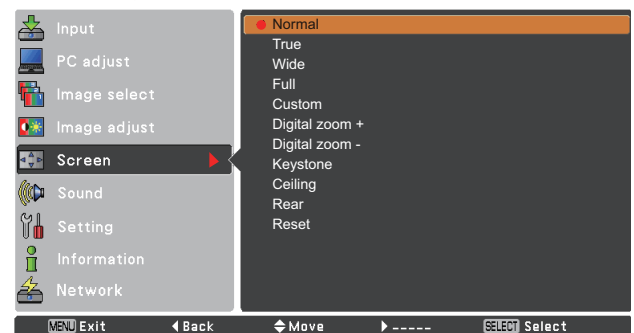 Input
PC adjust
Image select
Image adjust
Screen
Sound
Setting
Information
Network
Normal
True
Wide
Full
Custom
Digital zoom +
Digital zoom -
Keystone
Ceiling
Rear
Reset
MENU Exit Back Move ----- SELECT Select